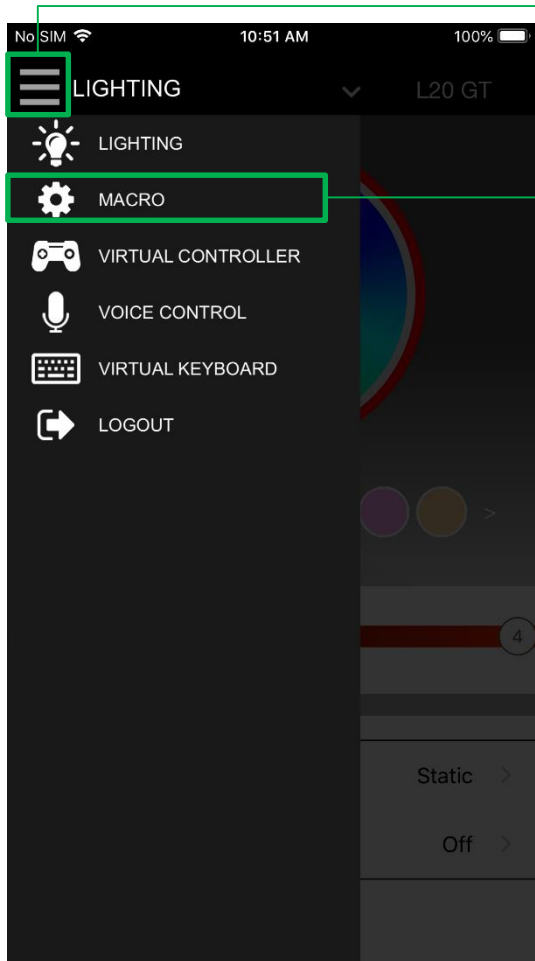 No SIM 10:51 AM 100%
LIGHTING L20 GT
LIGHTING
MACRO
VIRTUAL CONTROLLER
VOICE CONTROL
VIRTUAL KEYBOARD
LOGOUT
>
4
Static >
Off >